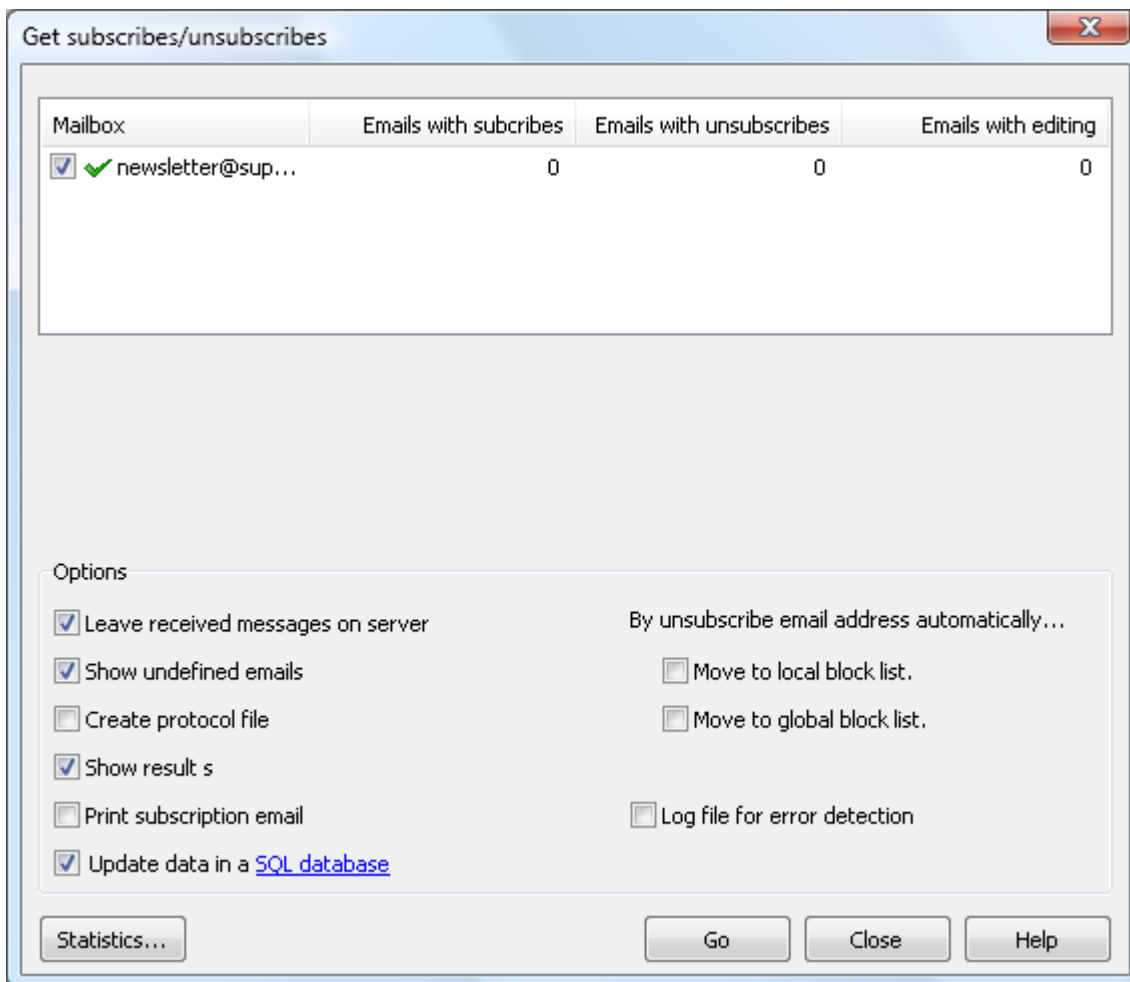 Get subscribes/unsubscribes
Mailbox Emails with subcribes Emails with unsubscribes Emails with editing
newsletter@sup... 0 0 0
Options
Leave received messages on server By unsubscribe email address automatically...
Show undefined emails Move to local block list.
Create protocol file Move to global block list.
Show result s
Print subscription email Log file for error detection
Update data in a SQL database
Statistics... Go Close Help